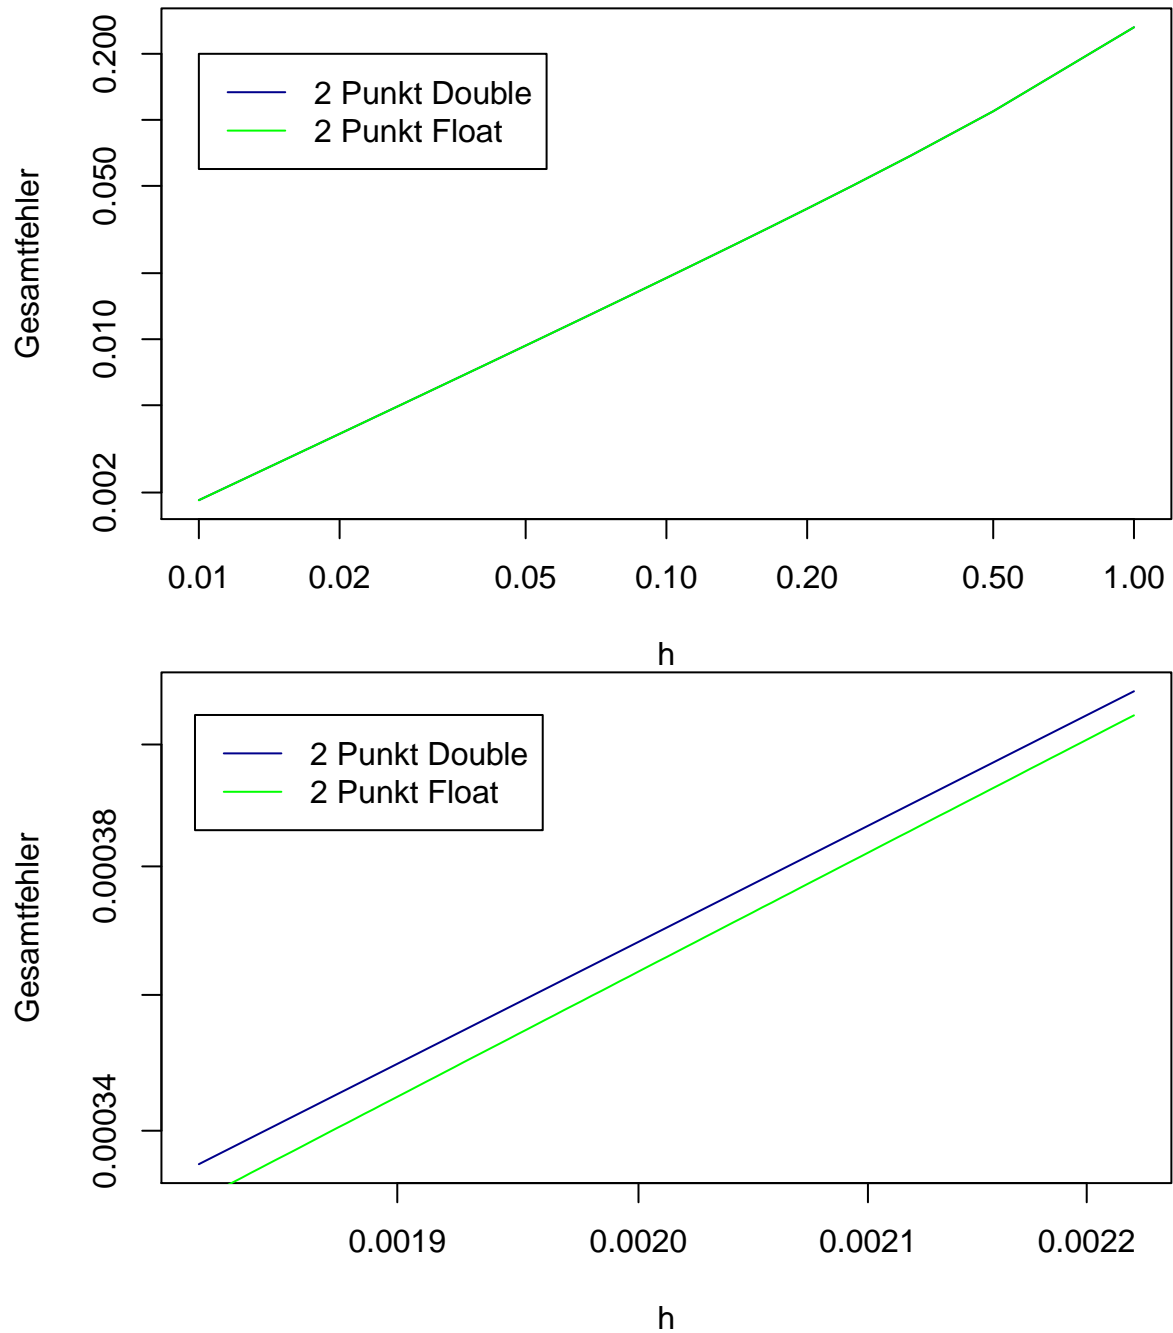 Gesamtfehler
0.200
0.050
0.010
0.002
2 Punkt Double
2 Punkt Float
0.01 0.02 0.05 0.10 0.20 0.50 1.00
h
Gesamtfehler
0.00038
0.00034
2 Punkt Double
2 Punkt Float
0.0019 0.0020 0.0021 0.0022
h